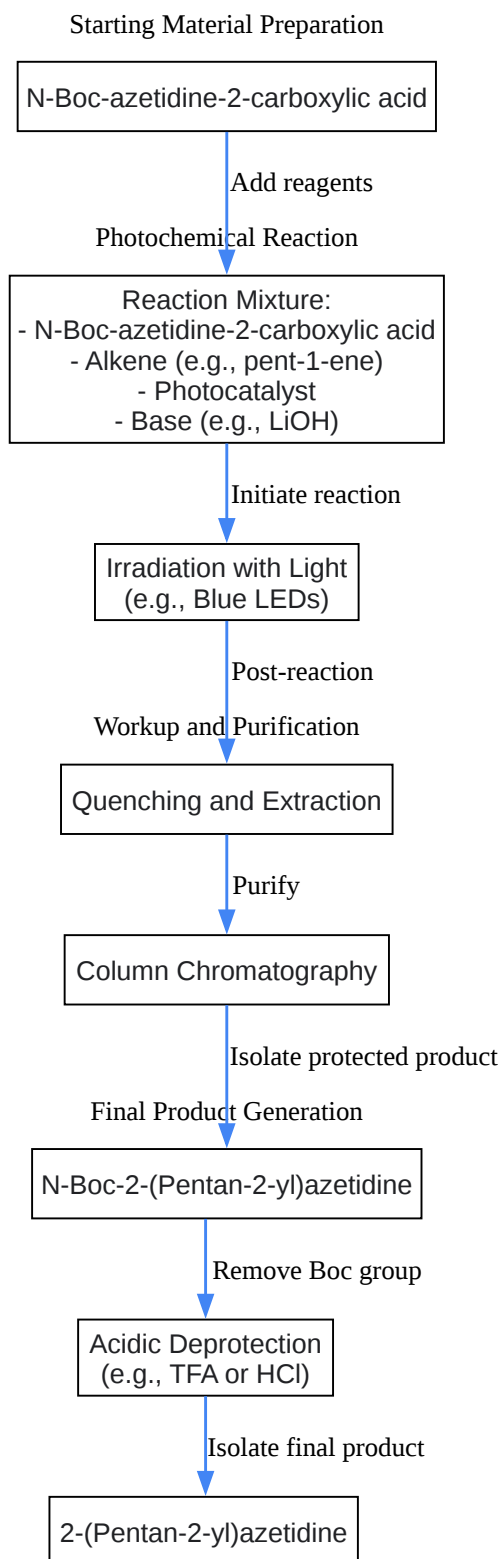 Starting Material Preparation
N-Boc-azetidine-2-carboxylic acid
Add reagents
Photochemical Reaction
Reaction Mixture:
- N-Boc-azetidine-2-carboxylic acid
- Alkene (e.g., pent-1-ene)
- Photocatalyst
- Base (e.g., LiOH)
Initiate reaction
Irradiation with Light
(e.g., Blue LEDs)
Post-reaction
Workup and Purification
Quenching and Extraction
Purify
Column Chromatography
Isolate protected product
Final Product Generation
N-Boc-2-(Pentan-2-yl)azetidine
Remove Boc group
Acidic Deprotection
(e.g., TFA or HCl)
Isolate final product
2-(Pentan-2-yl)azetidine